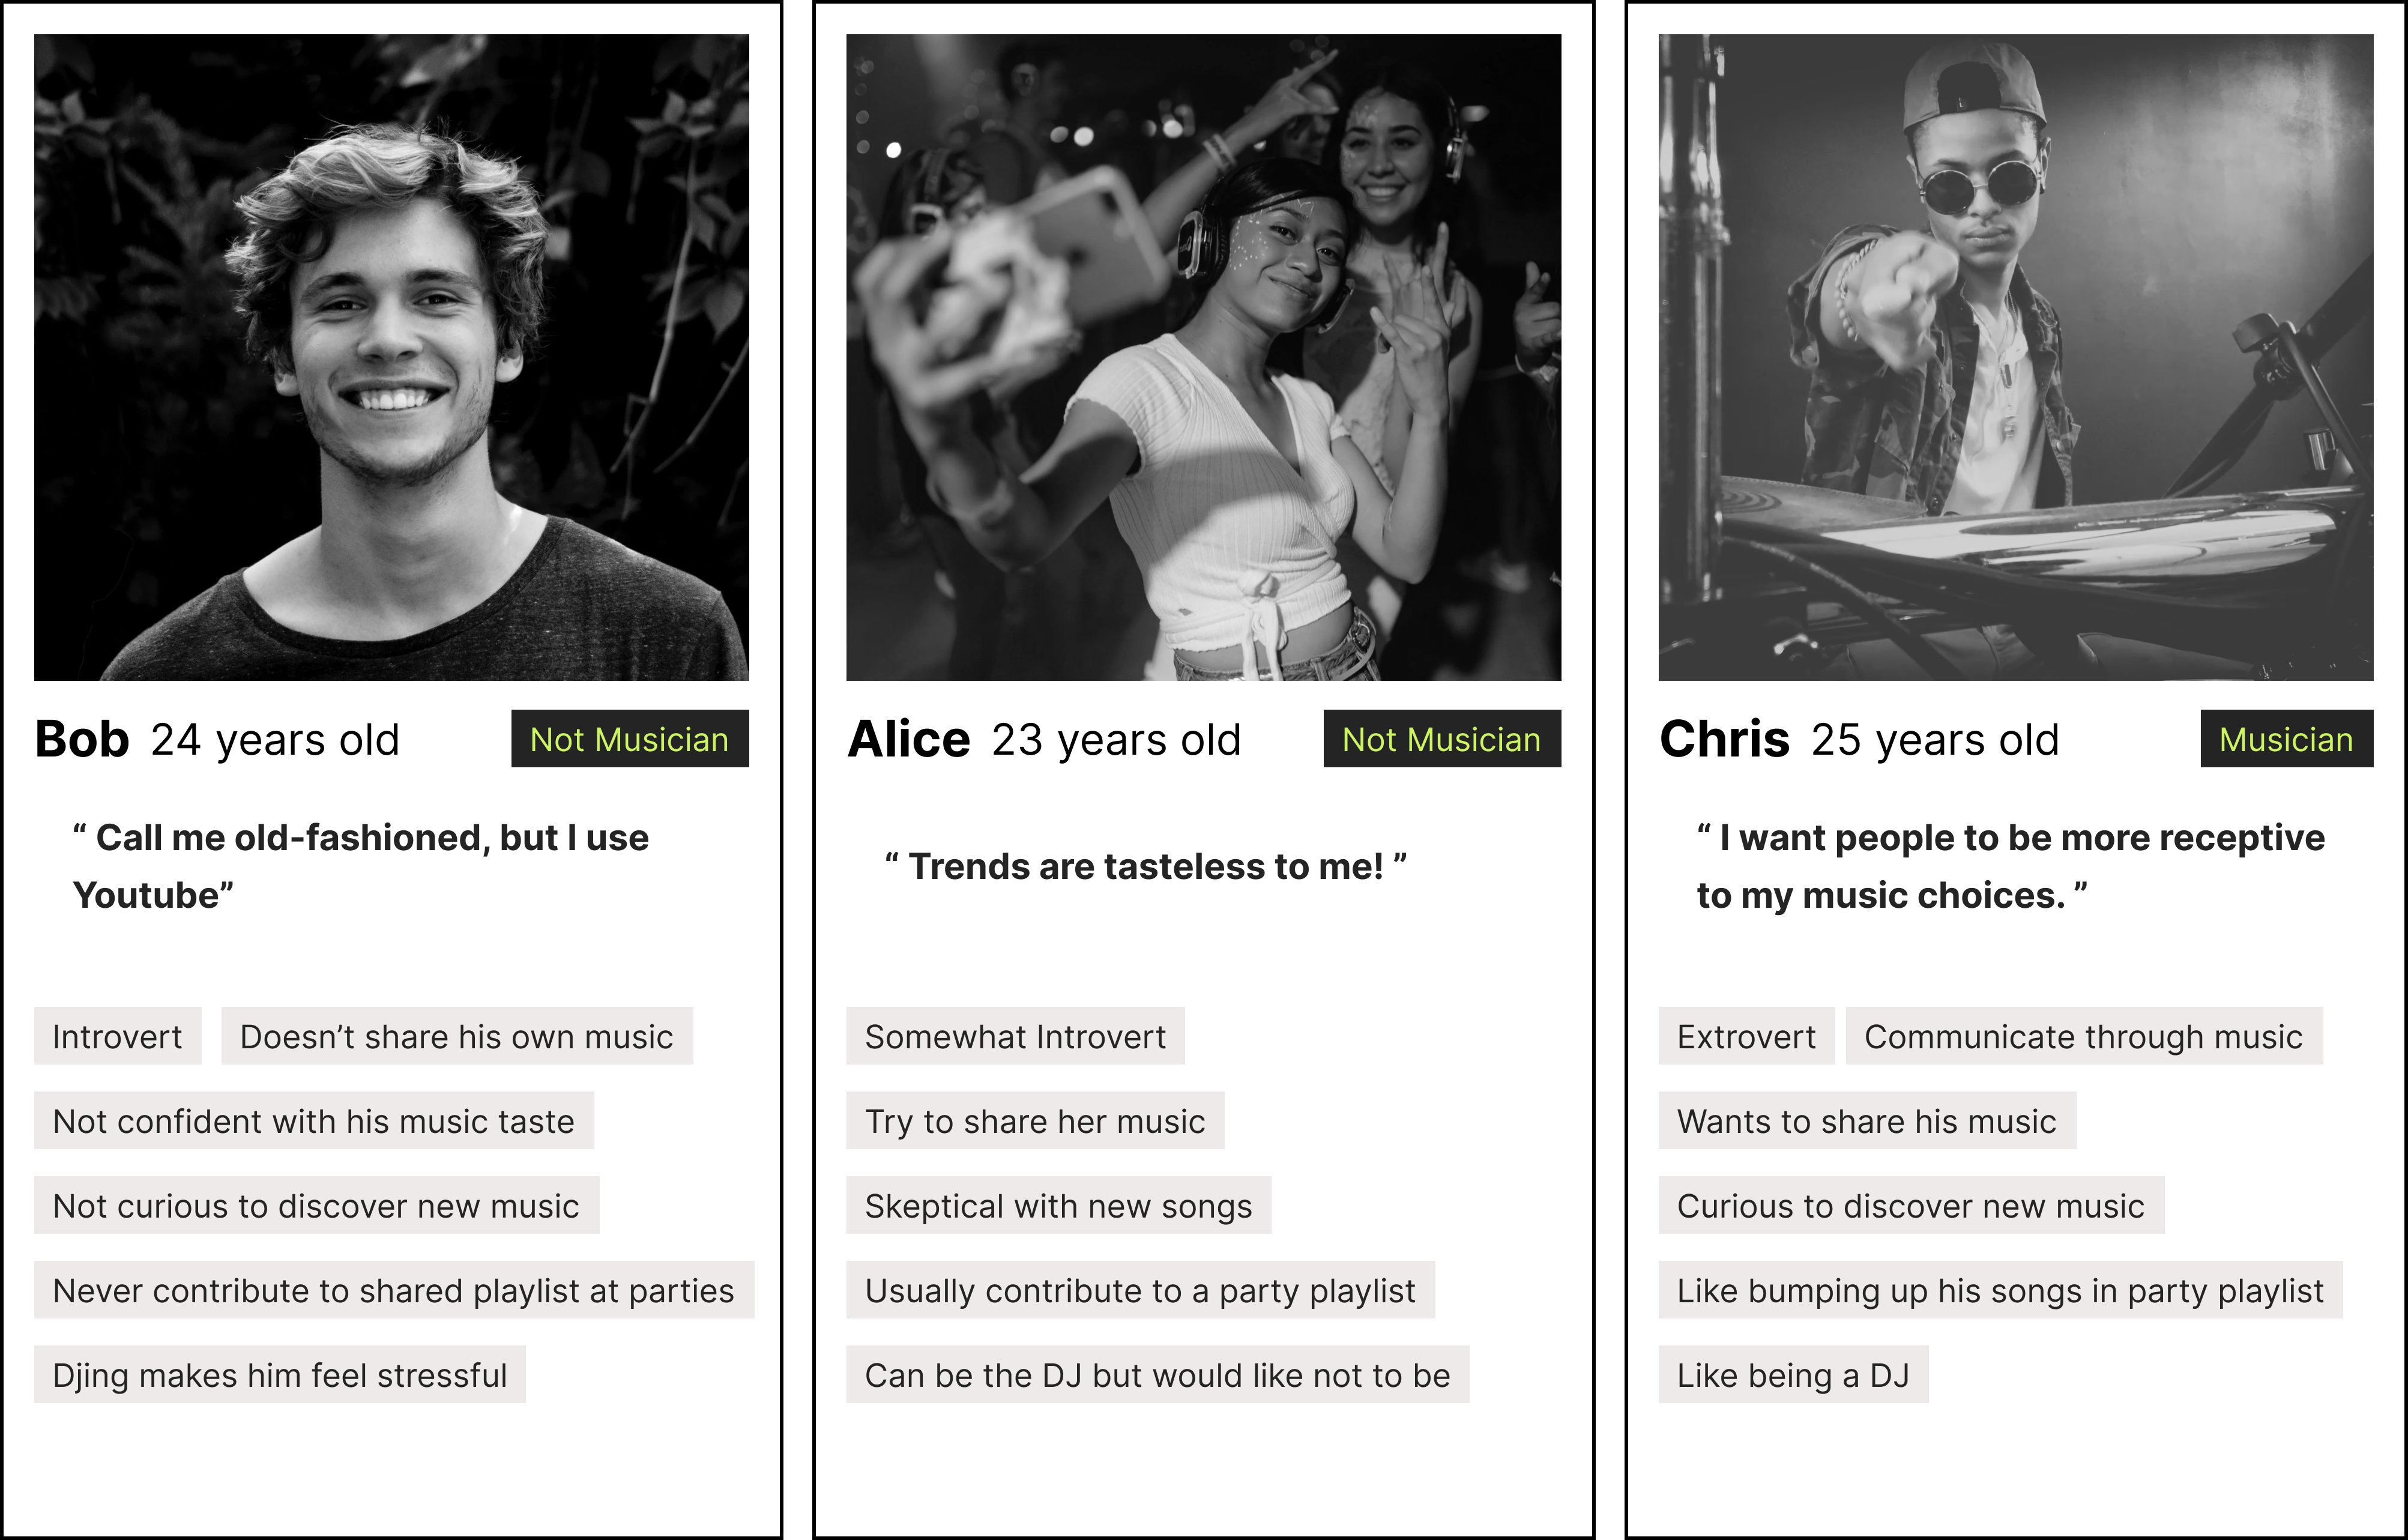 Bob 24 years old Not Musician
“ Call me old-fashioned, but I use
Youtube”
Introvert Doesn’t share his own music
Not confident with his music taste
Not curious to discover new music
Never contribute to shared playlist at parties
Djing makes him feel stressful
Alice 23 years old Not Musician
“ Trends are tasteless to me! ”
Somewhat Introvert
Try to share her music
Skeptical with new songs
Usually contribute to a party playlist
Can be the DJ but would like not to be
Chris 25 years old Musician
“ I want people to be more receptive
to my music choices. ”
Extrovert Communicate through music
Wants to share his music
Curious to discover new music
Like bumping up his songs in party playlist
Like being a DJ